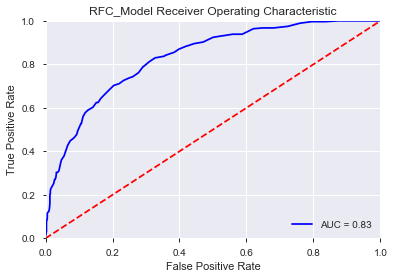 RFC_Model Receiver Operating Characteristic
1.0
0.8
0.6
0.4
0.2
0.0
True Positive Rate
AUC = 0.83
0.0 0.2 0.4 0.6 0.8 1.0
False Positive Rate